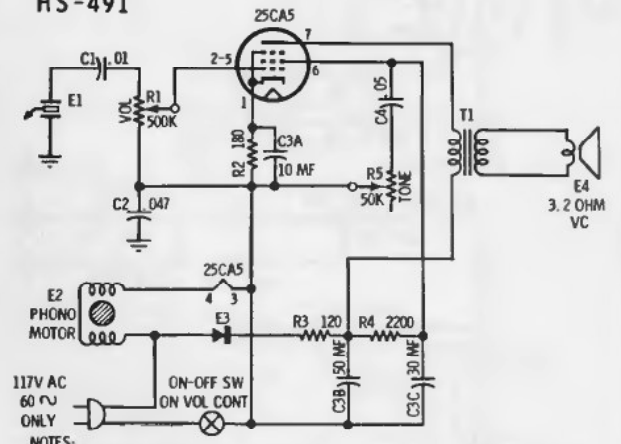 HS-491
25CA5
7
C1 .01
2-5
6
E1
VOL
R1
500K
1
.05
C4
T1
180
R2
C3A
10 MF
R5
50K
TONE
C2 .047
E4
3.2 OHM
VC
25CA5
4 3
E2
PHONO
MOTOR
E3
R3 120
R4 2200
50 MF
C3B
30 MF
C3C
117V AC
60 ∿
ONLY
ON-OFF SW
ON VOL CONT
NOTES: